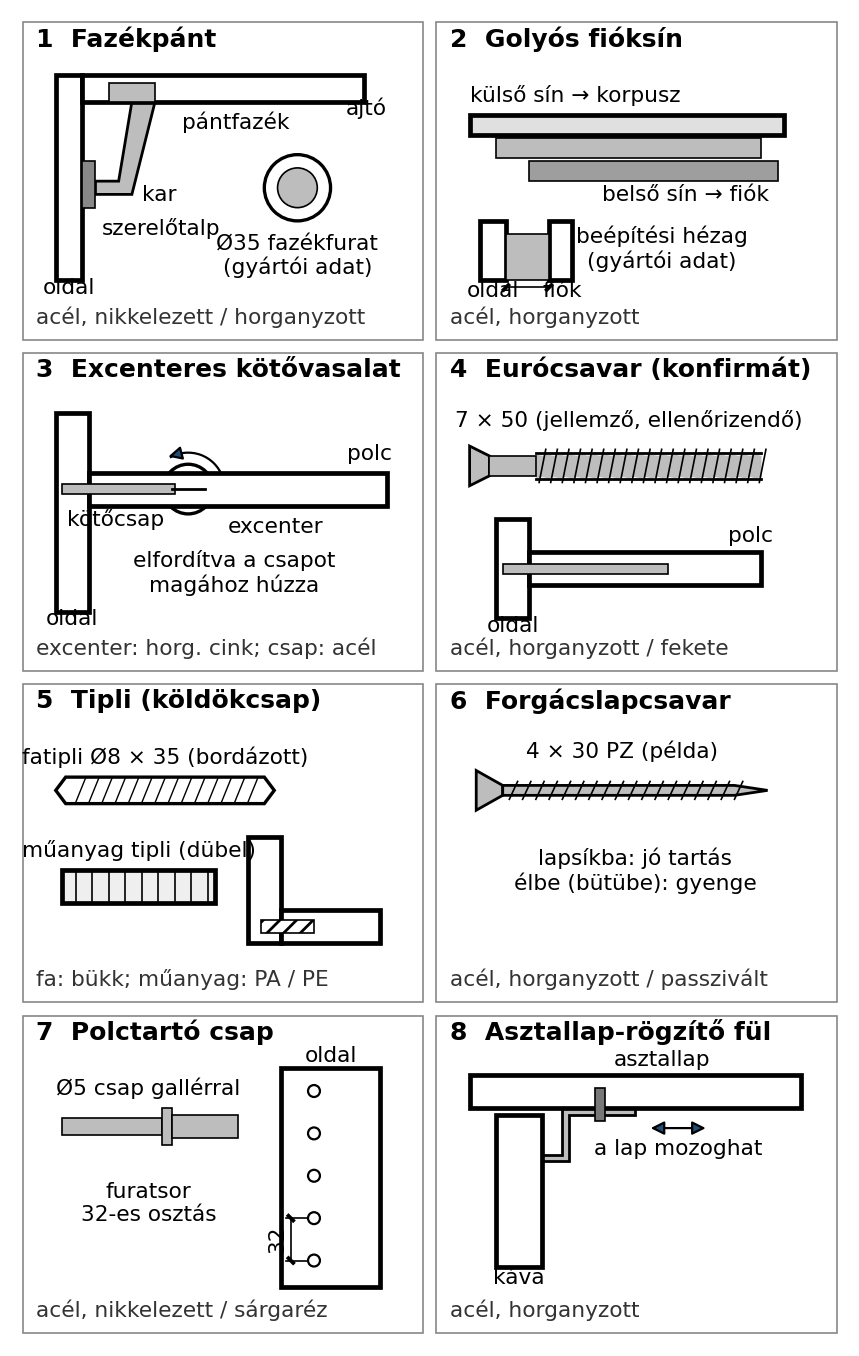 1 Fazékpánt
ajtó
pántfazék
kar
szerelőtalp
Ø35 fazékfurat
(gyártói adat)
oldal
acél, nikkelezett / horganyzott
2 Golyós fióksín
külső sín → korpusz
belső sín → fiók
beépítési hézag
(gyártói adat)
oldal fiók
acél, horganyzott
3 Excenteres kötővasalat
polc
kötőcsap
excenter
elfordítva a csapot
magához húzza
oldal
excenter: horg. cink; csap: acél
4 Eurócsavar (konfirmát)
7 × 50 (jellemző, ellenőrizendő)
polc
oldal
acél, horganyzott / fekete
5 Tipli (köldökcsap)
fatipli Ø8 × 35 (bordázott)
műanyag tipli (dübel)
fa: bükk; műanyag: PA / PE
6 Forgácslapcsavar
4 × 30 PZ (példa)
lapsíkba: jó tartás
élbe (bütübe): gyenge
acél, horganyzott / passzivált
7 Polctartó csap
oldal
Ø5 csap gallérral
furatsor
32-es osztás
32
acél, nikkelezett / sárgaréz
8 Asztallap-rögzítő fül
asztallap
a lap mozoghat
káva
acél, horganyzott